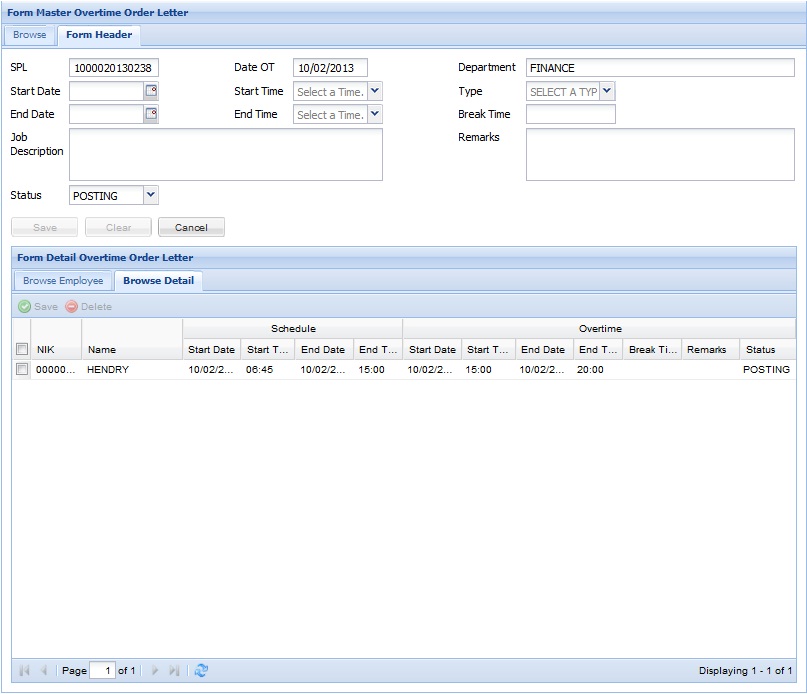 Form Master Overtime Order Letter
Browse Form Header
SPL 1000020130238 Date OT 10/02/2013 Department FINANCE
Start Date Start Time Select a Time. Type SELECT A TYP
End Date End Time Select a Time. Break Time
Job Description Remarks
Status POSTING
Save Clear Cancel
Form Detail Overtime Order Letter
Browse Employee Browse Detail
Save Delete
Schedule Overtime
NIK Name Start Date Start T... End Date End T... Start Date Start T... End Date End T... Break Ti... Remarks Status
00000... HENDRY 10/02/2... 06:45 10/02/2... 15:00 10/02/2... 15:00 10/02/2... 20:00 POSTING
Page 1 of 1 Displaying 1 - 1 of 1